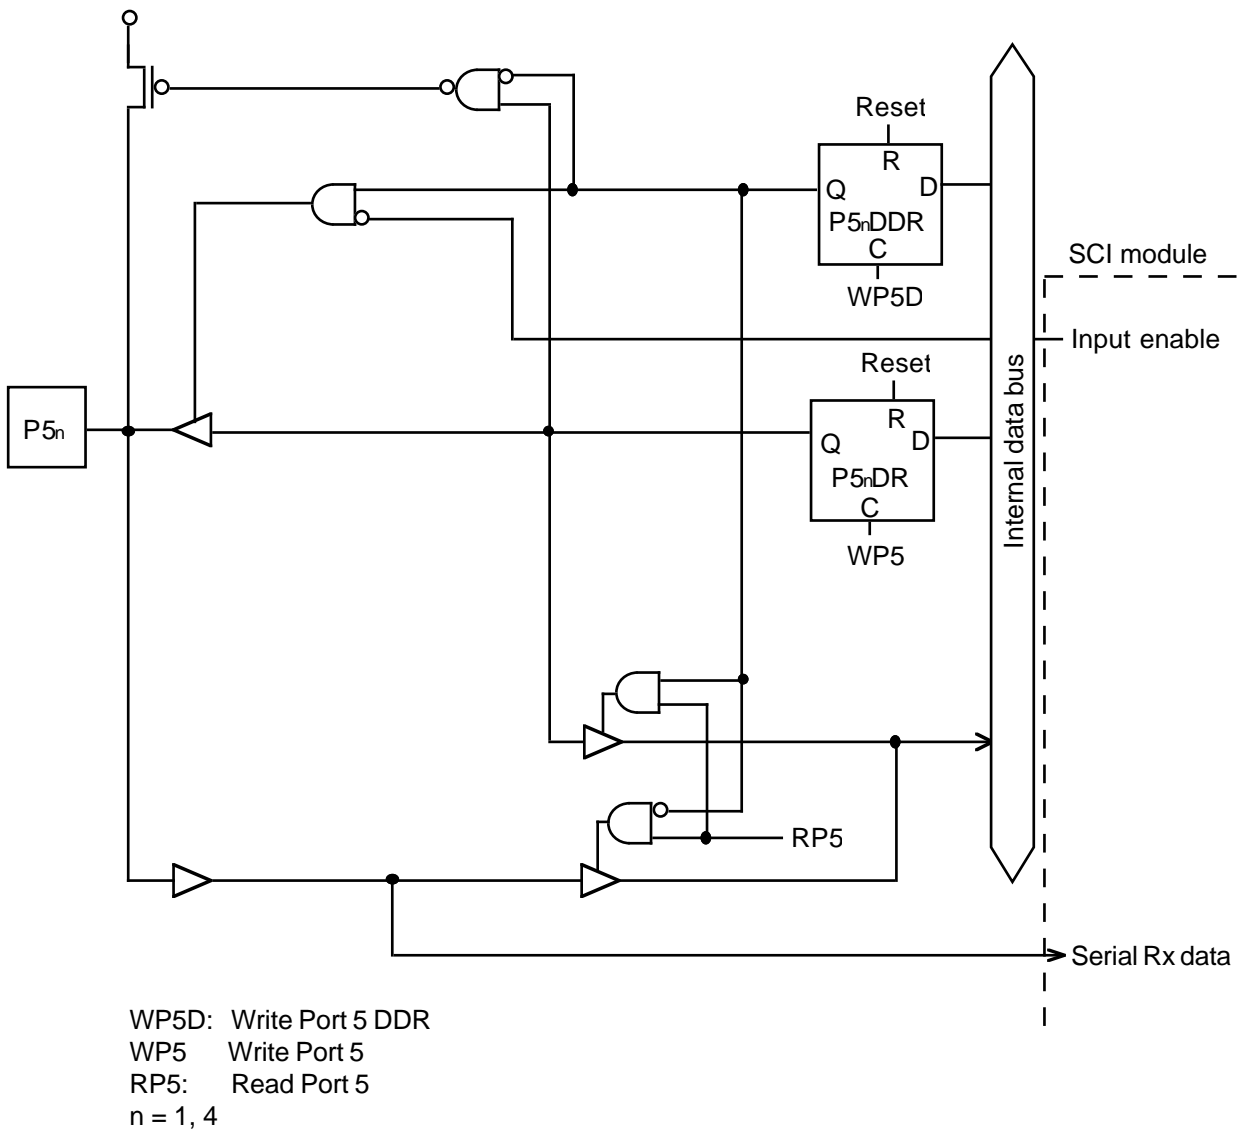 Reset
R
Q
D
P5nDDR
C
WP5D
SCI module
Input enable
Reset
R
Q
D
P5nDR
C
WP5
Internal data bus
P5n
RP5
Serial Rx data
WP5D: Write Port 5 DDR
WP5 Write Port 5
RP5: Read Port 5
n = 1, 4